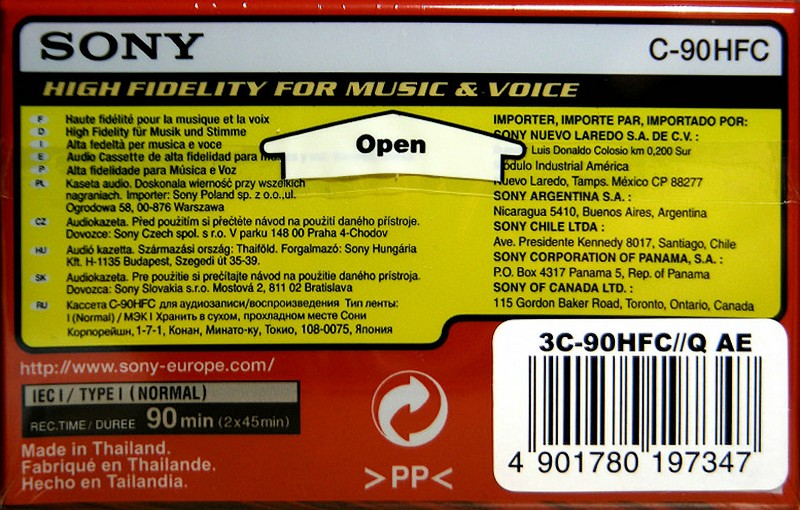 SONY
C-90HFC
HIGH FIDELITY FOR MUSIC & VOICE
F Haute fidélité pour la musique et la voix
D High Fidelity für Musik und Stimme
I Alta fedeltà per musica e voce
E Audio Cassette de alta fidelidad para
P Alta fidelidade para Música e Voz
PL Kaseta audio. Doskonala wierność przy wszelkich
nagraniach. Importer: Sony Poland sp. z o.o.,ul.
Ogrodowa 58, 00-876 Warszawa
CZ Audiokazeta. Před použitím si přečtěte návod na použití daného přístroje.
Dovozce: Sony Czech spol. s r.o. V parku 148 00 Praha 4-Chodov
HU Audió kazetta. Származási ország: Thaiföld. Forgalmazó: Sony Hungária
Kft. H-1135 Budapest, Szegedi út 35-39.
SK Audiokazeta. Pre použitie si prečítajte návod na použitie daného prístroja.
Dovozca: Sony Slovakia s.r.o. Mostová 2, 811 02 Bratislava
RU Кассета C-90HFC для аудиозаписи/воспроизведения Тип ленты:
I (Normal) / МЭК I Хранить в сухом, прохладном месте Сони
Корпорейшн, 1-7-1, Конан, Минато-ку, Токио, 108-0075, Япония
Open
IMPORTER, IMPORTE PAR, IMPORTADO POR:
SONY NUEVO LAREDO S.A. DE C.V. :
Luis Donaldo Colosio km 0,200 Sur
Módulo Industrial América
Nuevo Laredo, Tamps. México CP 88277
SONY ARGENTINA S.A. :
Nicaragua 5410, Buenos Aires, Argentina
SONY CHILE LTDA :
Ave. Presidente Kennedy 8017, Santiago, Chile
SONY CORPORATION OF PANAMA, S.A. :
P.O. Box 4317 Panama 5, Rep. of Panama
SONY OF CANADA LTD. :
115 Gordon Baker Road, Toronto, Ontario, Canada
http://www.sony-europe.com/
IEC I / TYPE I (NORMAL)
REC.TIME / DUREE 90 min (2x45min)
Made in Thailand.
Fabriqué en Thaïlande.
Hecho en Tailandia.
>PP<
3C-90HFC//Q AE
4 901780 197347